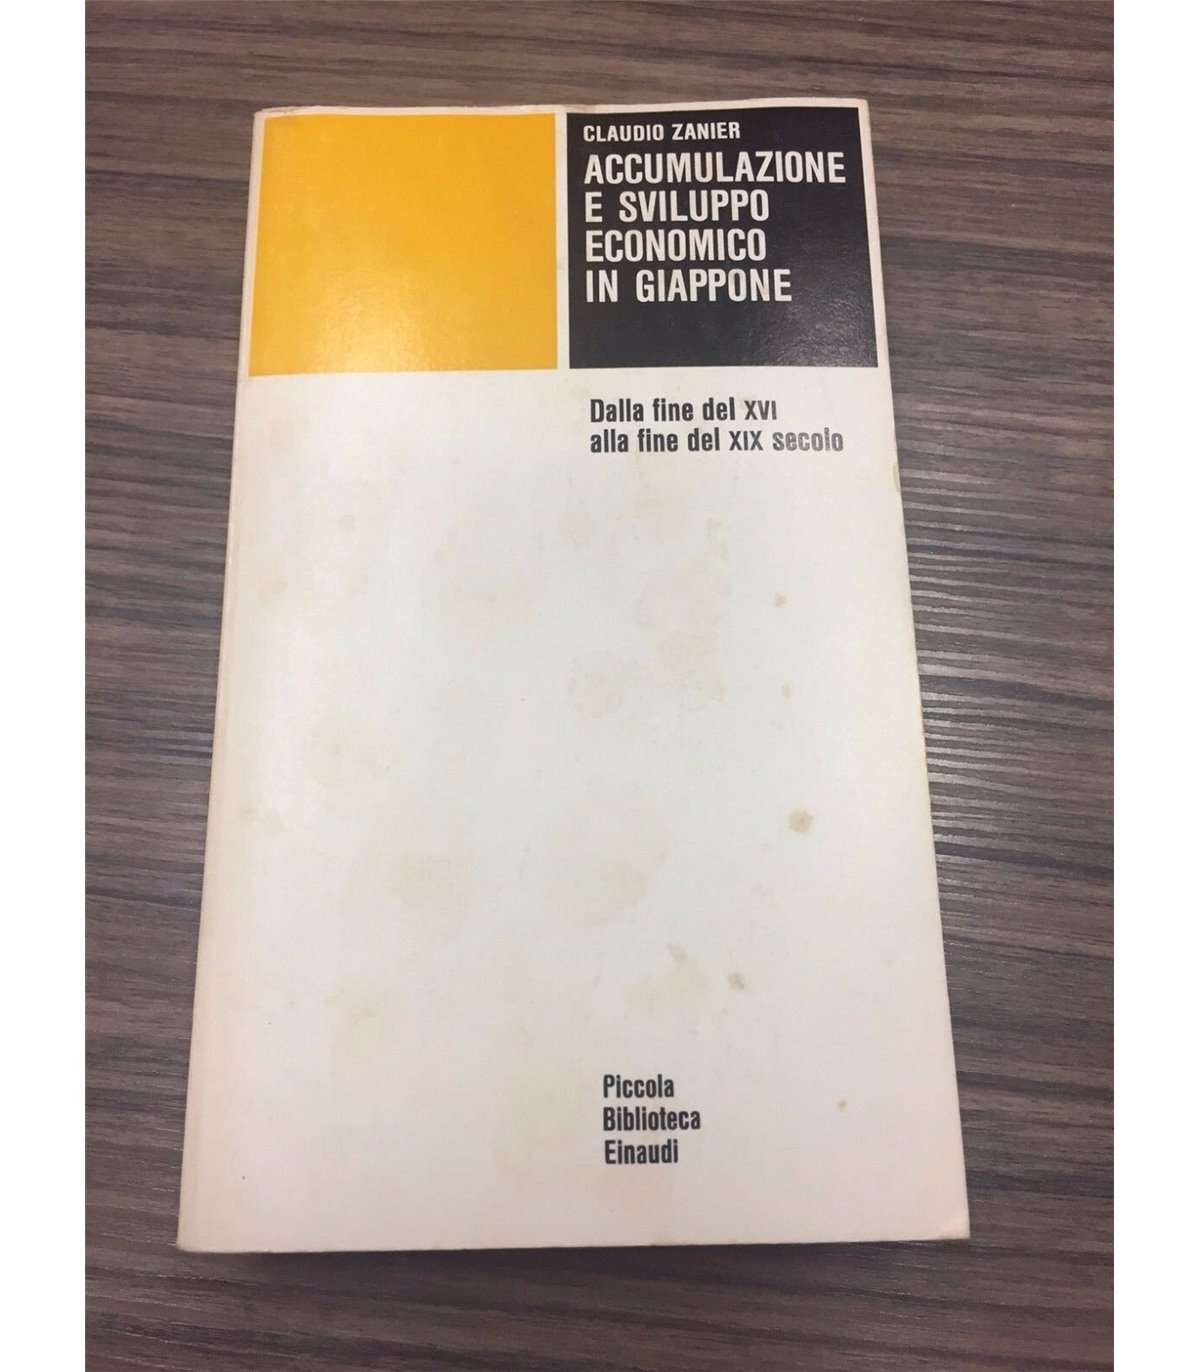 CLAUDIO ZANIER
ACCUMULAZIONE
E SVILUPPO
ECONOMICO
IN GIAPPONE
Dalla fine del XVI
alla fine del XIX secolo
Piccola
Biblioteca
Einaudi